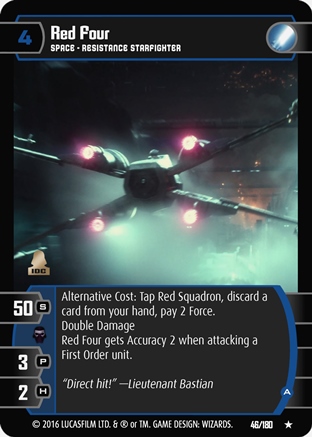 4
Red Four
SPACE - RESISTANCE STARFIGHTER
IDC
50 S
3 P
2 H
Alternative Cost: Tap Red Squadron, discard a
card from your hand, pay 2 Force.
Double Damage
Red Four gets Accuracy 2 when attacking a
First Order unit.
"Direct hit!" —Lieutenant Bastian
A
© 2016 LUCASFILM LTD. & ® or TM. GAME DESIGN: WIZARDS.
46/180